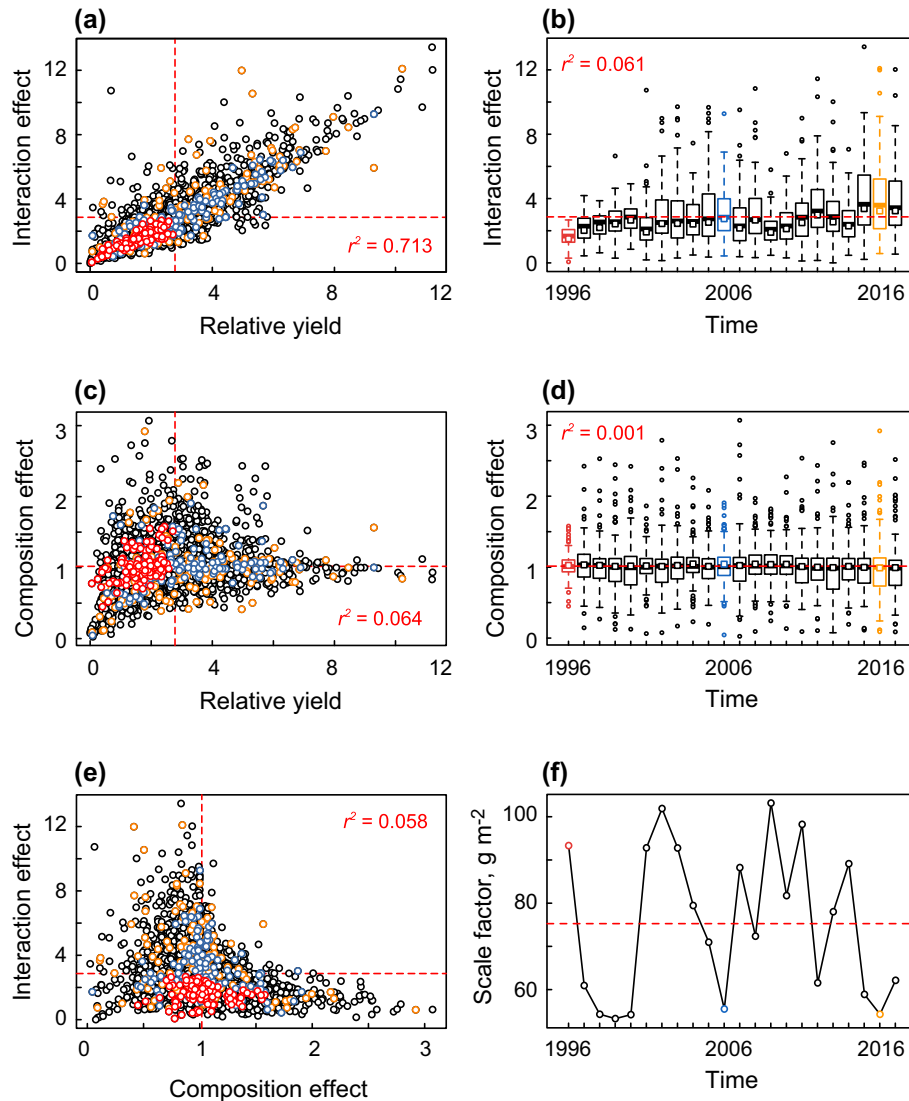 (a)
Interaction effect
12
8
4
0
r² = 0.713
0 4 8 12
Relative yield
(b)
Interaction effect
12
8
4
0
r² = 0.061
1996 2006 2016
Time
(c)
Composition effect
3
2
1
0
r² = 0.064
0 4 8 12
Relative yield
(d)
Composition effect
3
2
1
0
r² = 0.001
1996 2006 2016
Time
(e)
Interaction effect
12
8
4
0
r² = 0.058
0 1 2 3
Composition effect
(f)
Scale factor, g m-2
100
80
60
1996 2006 2016
Time